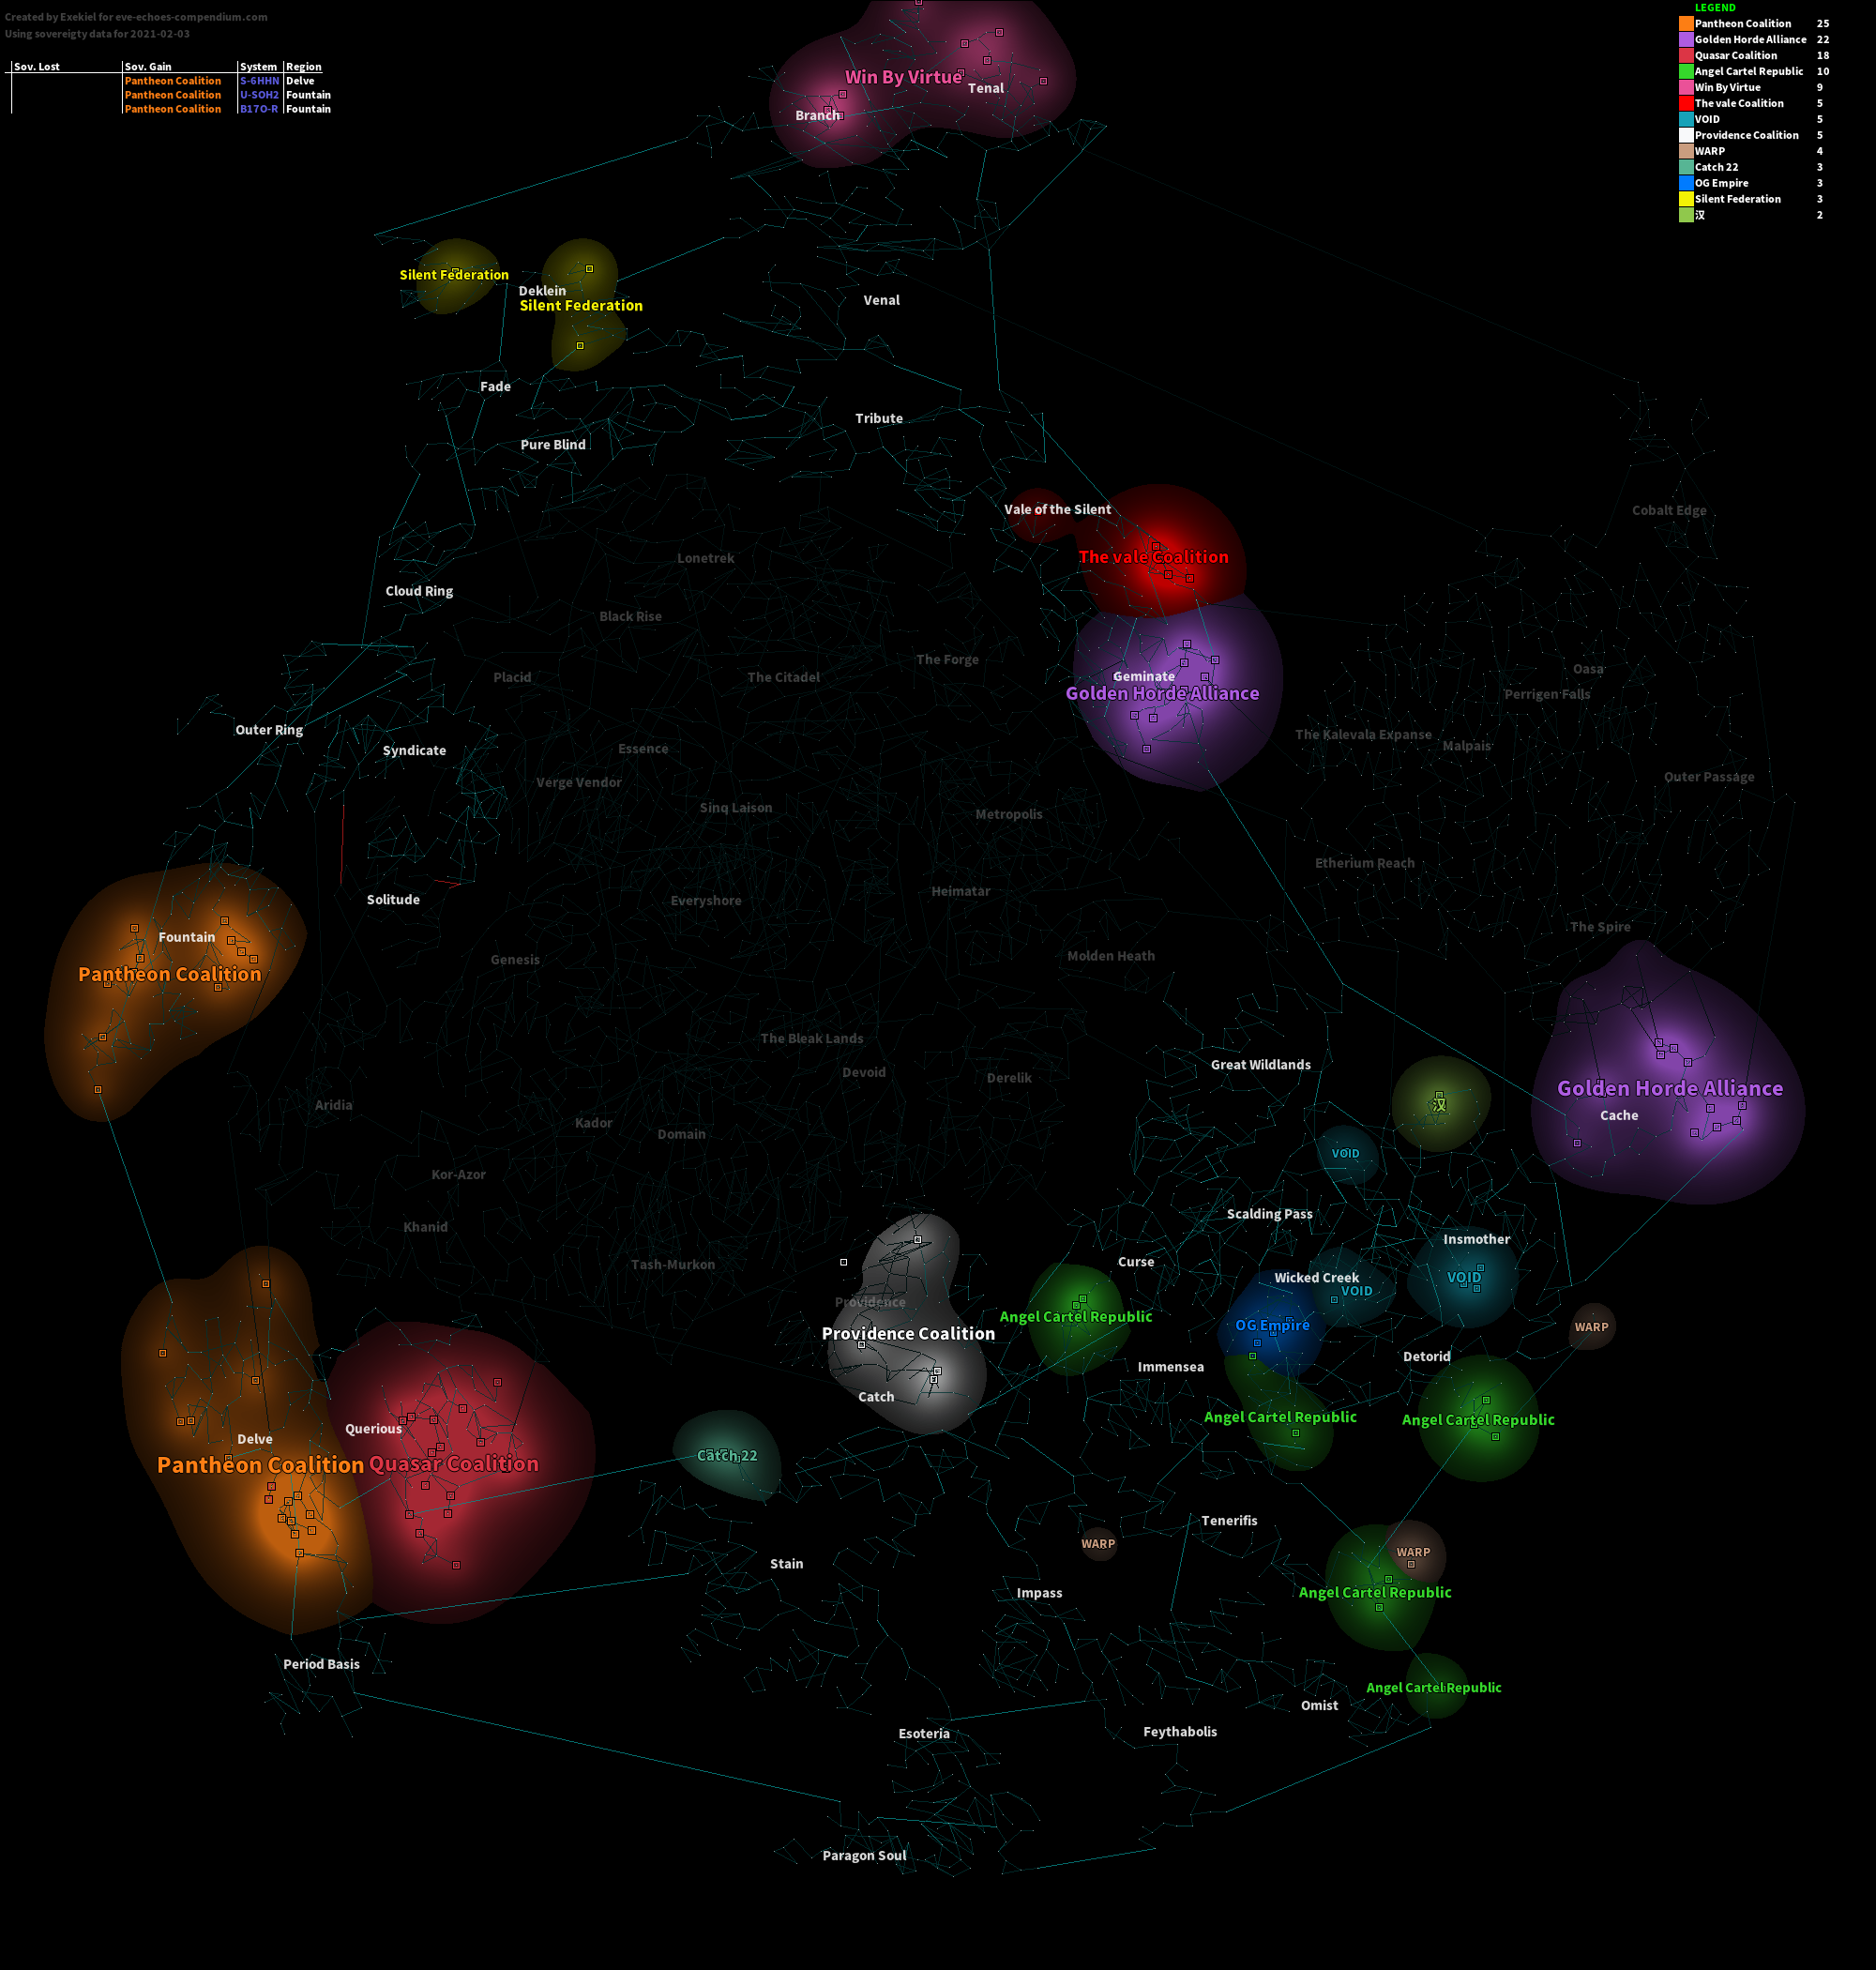 Created by Exekiel for eve-echoes-compendium.com
Using sovereigty data for 2021-02-03
Sov. Lost Sov. Gain System Region
Pantheon Coalition S-6HHN Delve
Pantheon Coalition U-SOH2 Fountain
Pantheon Coalition B17O-R Fountain
LEGEND
Pantheon Coalition 25
Golden Horde Alliance 22
Quasar Coalition 18
Angel Cartel Republic 10
Win By Virtue 9
The vale Coalition 5
VOID 5
Providence Coalition 5
WARP 4
Catch 22 3
OG Empire 3
Silent Federation 3
汉 2
Win By Virtue
Tenal
Branch
Silent Federation
Deklein
Silent Federation
Venal
Fade
Tribute
Pure Blind
Vale of the Silent
Cobalt Edge
The vale Coalition
Lonetrek
Cloud Ring
Black Rise
The Forge
Oasa
Placid
The Citadel
Geminate
Golden Horde Alliance
Perrigen Falls
Outer Ring
Syndicate
Essence
The Kalevala Expanse
Malpais
Outer Passage
Verge Vendor
Sinq Laison
Metropolis
Etherium Reach
Solitude
Everyshore
Heimatar
The Spire
Fountain
Pantheon Coalition
Genesis
Molden Heath
The Bleak Lands
Great Wildlands
Devoid
Derelik
Golden Horde Alliance
Cache
汉
Aridia
Kador
Domain
VOID
Kor-Azor
Khanid
Scalding Pass
Insmother
Tash-Murkon
Curse
Wicked Creek
VOID
VOID
Providence
Angel Cartel Republic
OG Empire
WARP
Providence Coalition
Immensea
Detorid
Catch
Angel Cartel Republic
Angel Cartel Republic
Querious
Delve
Pantheon Coalition
Quasar Coalition
Catch 22
Tenerifis
WARP
WARP
Stain
Impass
Angel Cartel Republic
Period Basis
Angel Cartel Republic
Omist
Esoteria
Feythabolis
Paragon Soul